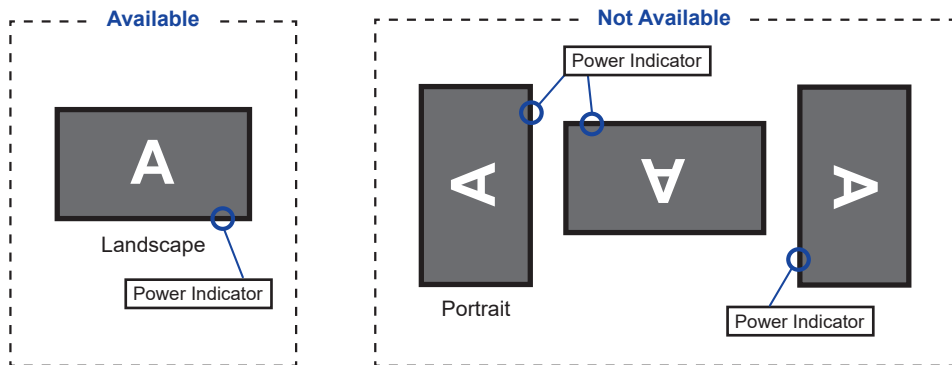 Available
A
Landscape
Power Indicator
Not Available
Power Indicator
A
A
A
Portrait
Power Indicator